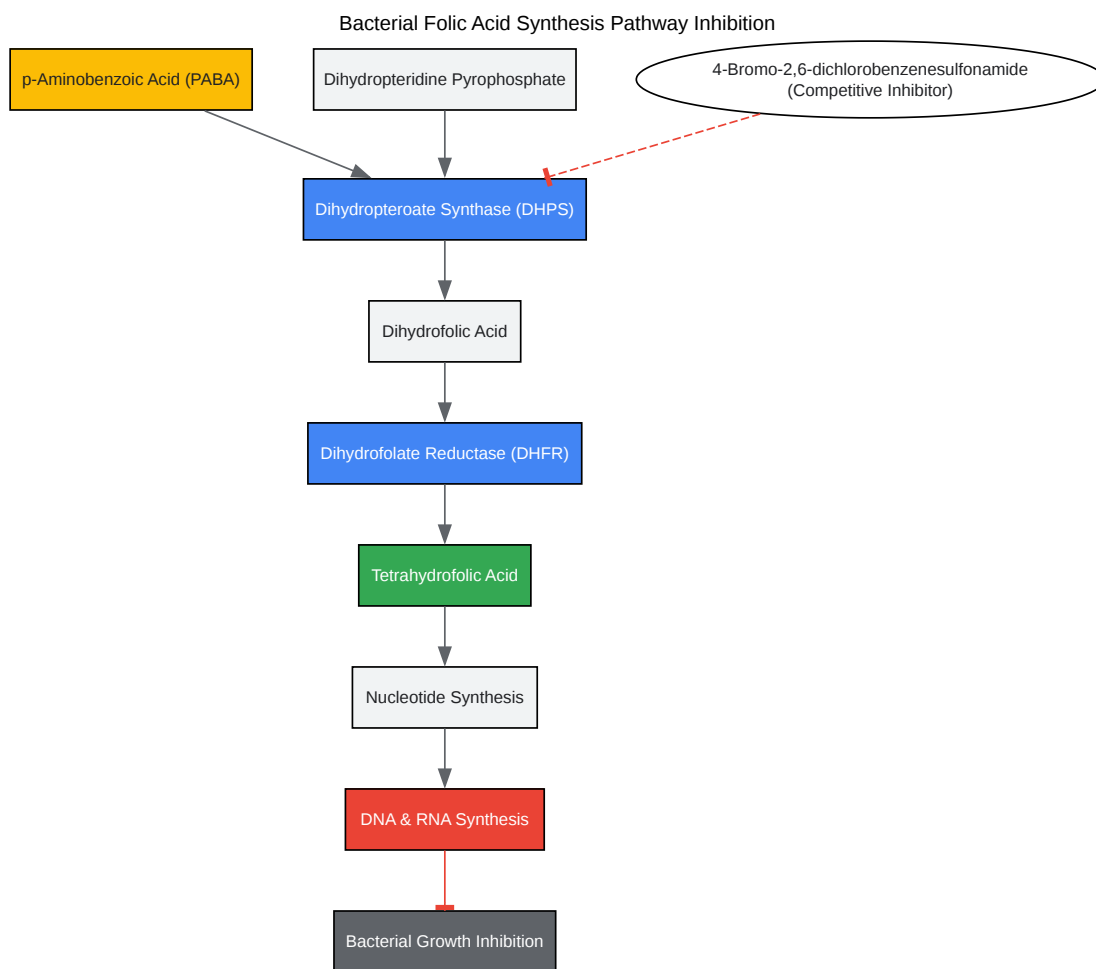 Bacterial Folic Acid Synthesis Pathway Inhibition
p-Aminobenzoic Acid (PABA)
Dihydropteridine Pyrophosphate
4-Bromo-2,6-dichlorobenzenesulfonamide
(Competitive Inhibitor)
Dihydropteroate Synthase (DHPS)
Dihydrofolic Acid
Dihydrofolate Reductase (DHFR)
Tetrahydrofolic Acid
Nucleotide Synthesis
DNA & RNA Synthesis
Bacterial Growth Inhibition